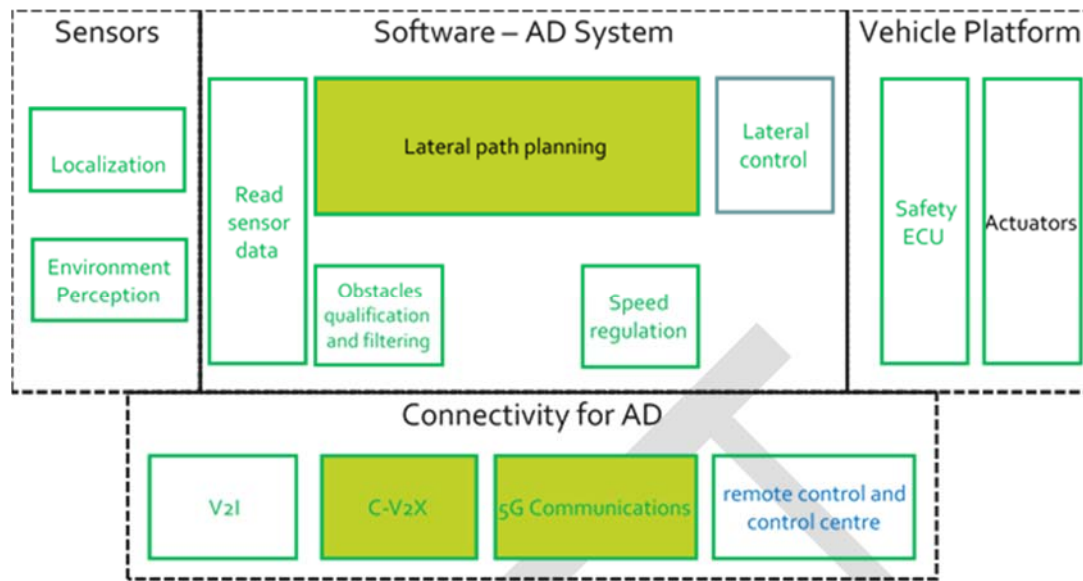 Sensors
Software – AD System
Vehicle Platform
Localization
Environment
Perception
Read
sensor
data
Lateral path planning
Lateral
control
Obstacles
qualification
and filtering
Speed
regulation
Safety
ECU
Actuators
Connectivity for AD
V2I
C-V2X
5G Communications
remote control and
control centre